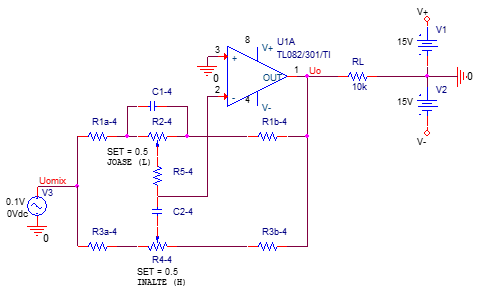 V+
8
U1A
V1
3
V+
TL082/301/TI
+
15V
0
OUT
1
Uo
RL
0
2
-
4
V-
10k
15V
V2
C1-4
R1a-4
R2-4
R1b-4
V-
SET = 0.5
JOASE (L)
R5-4
Uomix
V3
C2-4
0.1V
0Vdc
R3a-4
R3b-4
0
R4-4
SET = 0.5
INALTE (H)